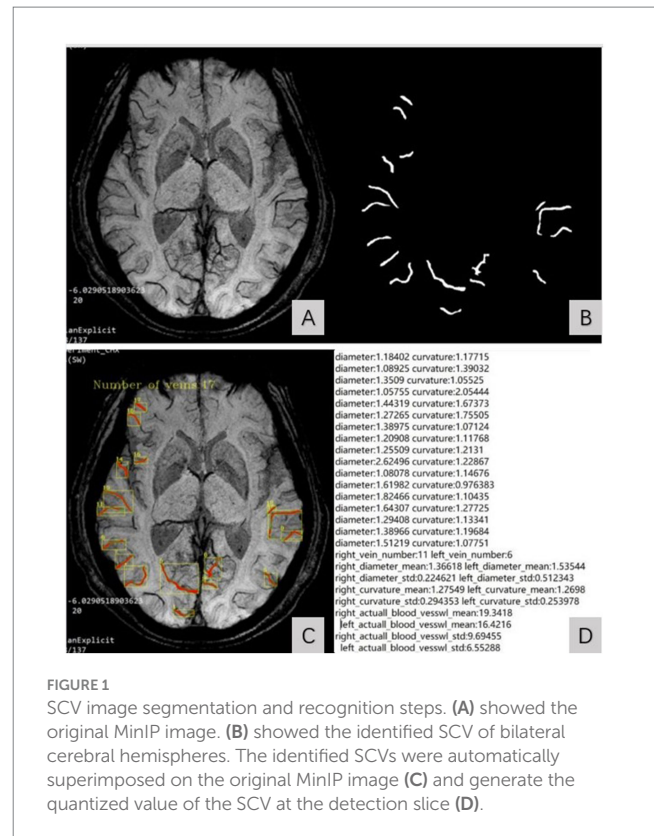 -6.0290518903623
20
lanExplicit
/137
A
B
(SW)
Number of veins:17
-6.0290518903623
20
lanExplicit
/137
C
diameter:1.18402 curvature:1.17715
diameter:1.08925 curvature:1.39032
diameter:1.3509 curvature:1.05525
diameter:1.05755 curvature:2.05444
diameter:1.44319 curvature:1.67373
diameter:1.27265 curvature:1.75505
diameter:1.38975 curvature:1.07124
diameter:1.20908 curvature:1.11768
diameter:1.25509 curvature:1.2131
diameter:2.62496 curvature:1.22867
diameter:1.08078 curvature:1.14676
diameter:1.61982 curvature:0.976383
diameter:1.82466 curvature:1.10435
diameter:1.64307 curvature:1.27725
diameter:1.29408 curvature:1.13341
diameter:1.38966 curvature:1.19684
diameter:1.51219 curvature:1.07751
right_vein_number:11 left_vein_number:6
right_diameter_mean:1.36618 left_diameter_mean:1.53544
right_diameter_std:0.224621 left_diameter_std:0.512343
right_curvature_mean:1.27549 left_curvature_mean:1.2698
right_curvature_std:0.294353 left_curvature_std:0.253978
right_actuall_blood_vesswl_mean:19.3418
left_actuall_blood_vesswl_mean:16.4216
right_actuall_blood_vesswl_std:9.69455
left_actuall_blood_vesswl_std:6.55288
D
FIGURE 1
SCV image segmentation and recognition steps. (A) showed the
original MinIP image. (B) showed the identified SCV of bilateral
cerebral hemispheres. The identified SCVs were automatically
superimposed on the original MinIP image (C) and generate the
quantized value of the SCV at the detection slice (D).